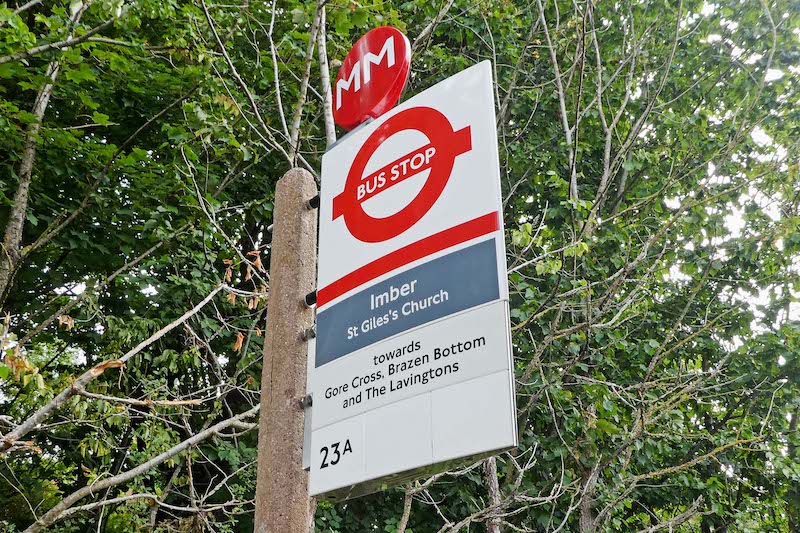 MM
BUS STOP
Imber
St Giles's Church
towards
Gore Cross, Brazen Bottom
and The Lavingtons
23A